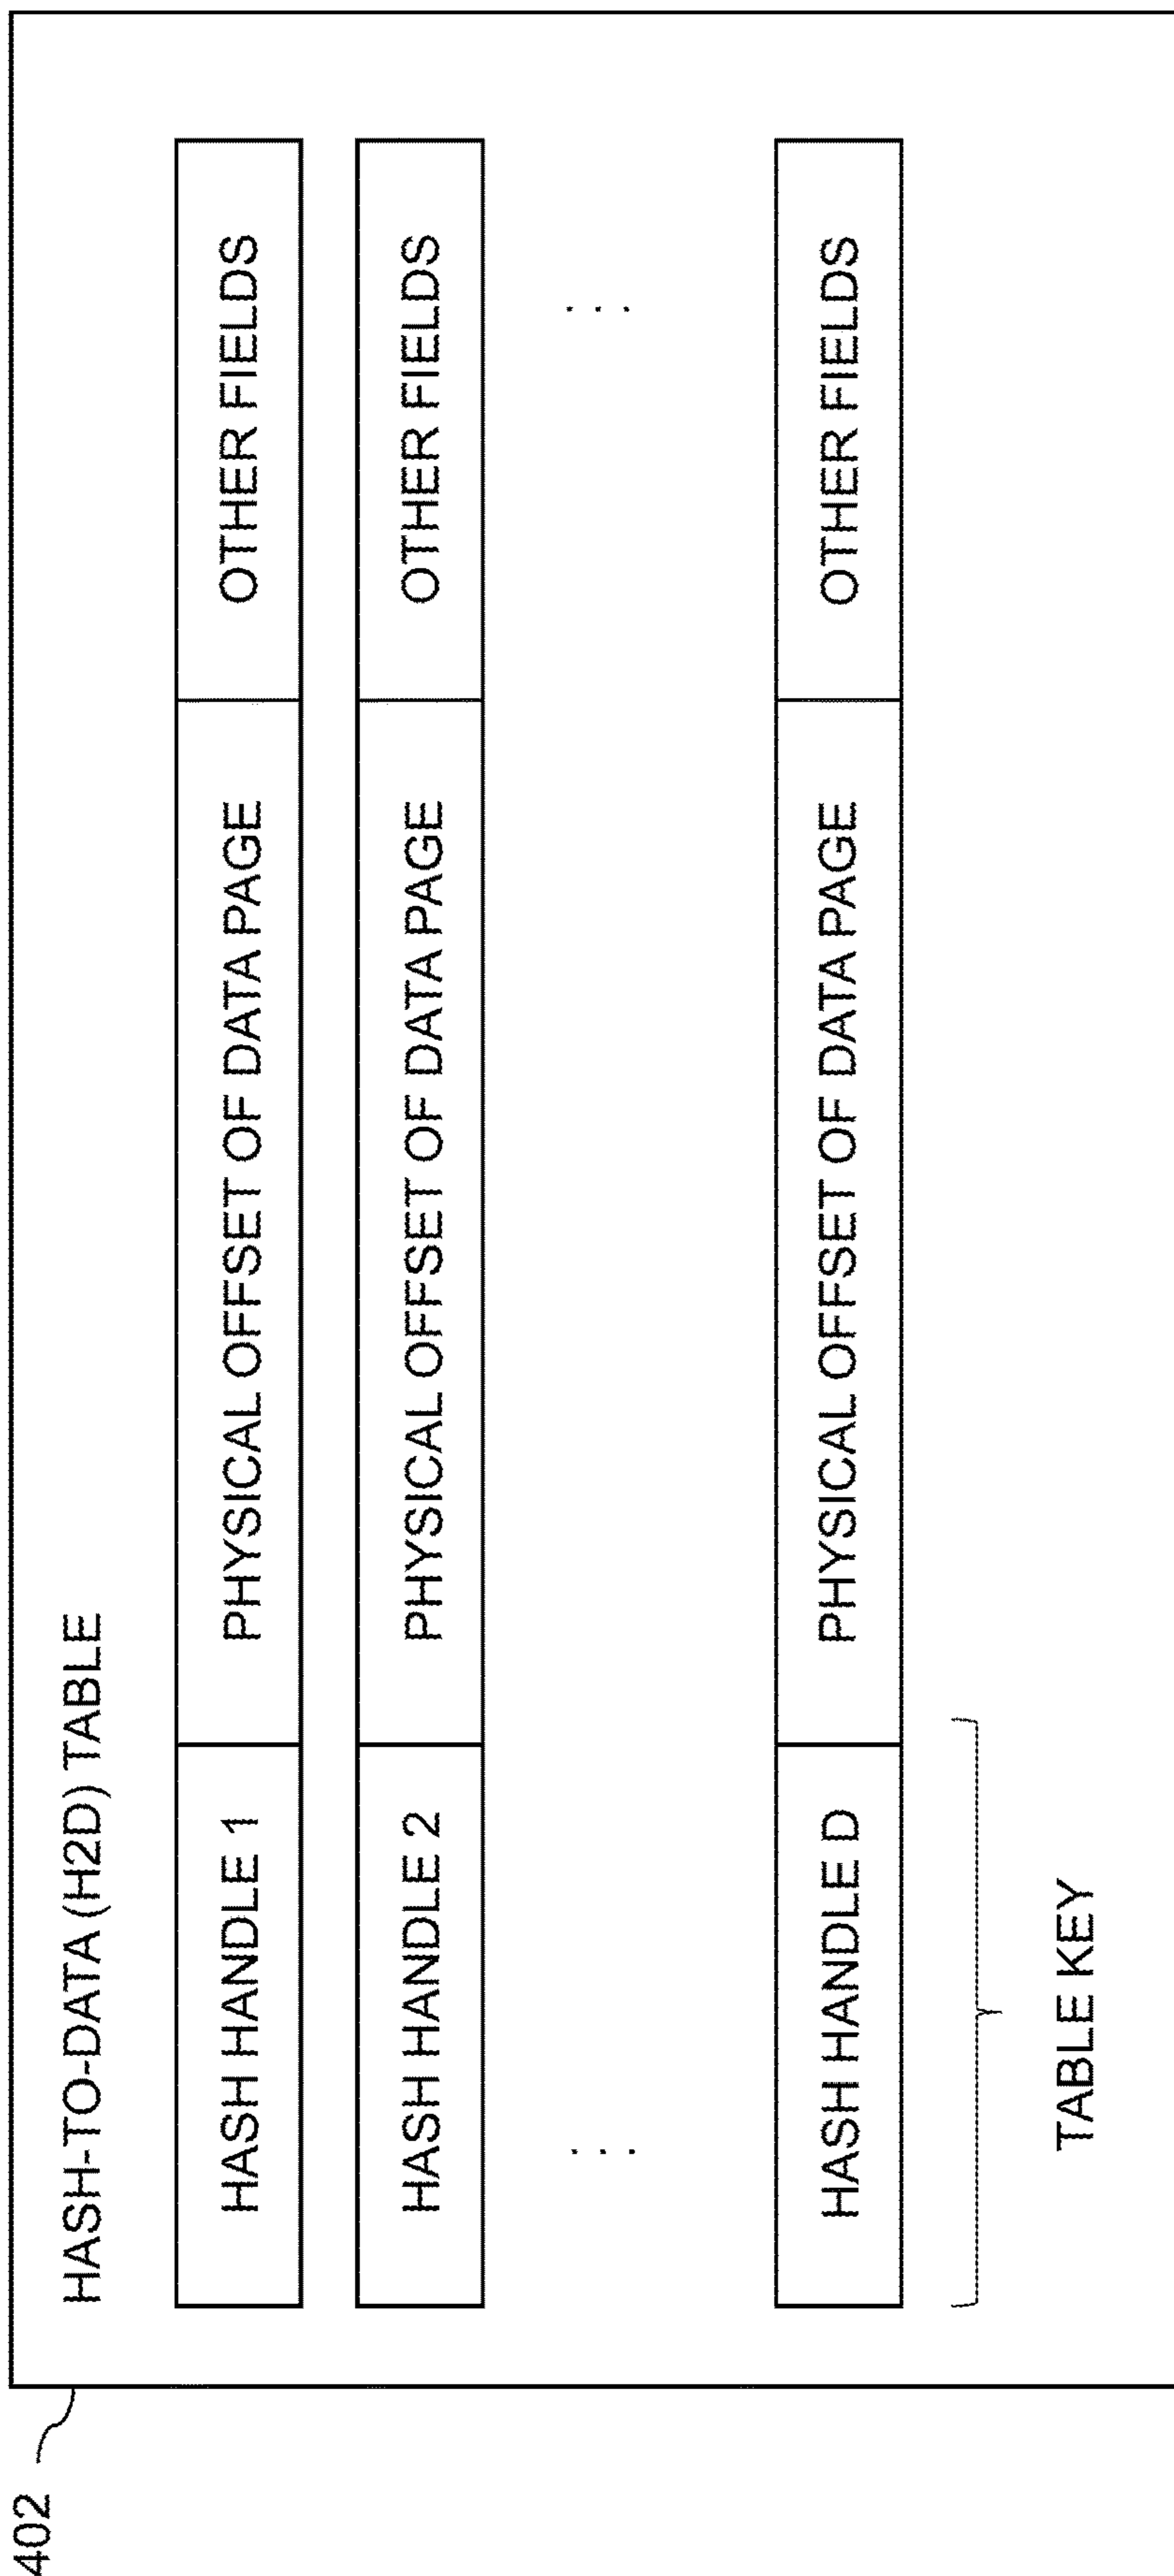 402
HASH-TO-DATA (H2D) TABLE
HASH HANDLE 1 PHYSICAL OFFSET OF DATA PAGE OTHER FIELDS
HASH HANDLE 2 PHYSICAL OFFSET OF DATA PAGE OTHER FIELDS
. . . . . .
HASH HANDLE D PHYSICAL OFFSET OF DATA PAGE OTHER FIELDS
TABLE KEY